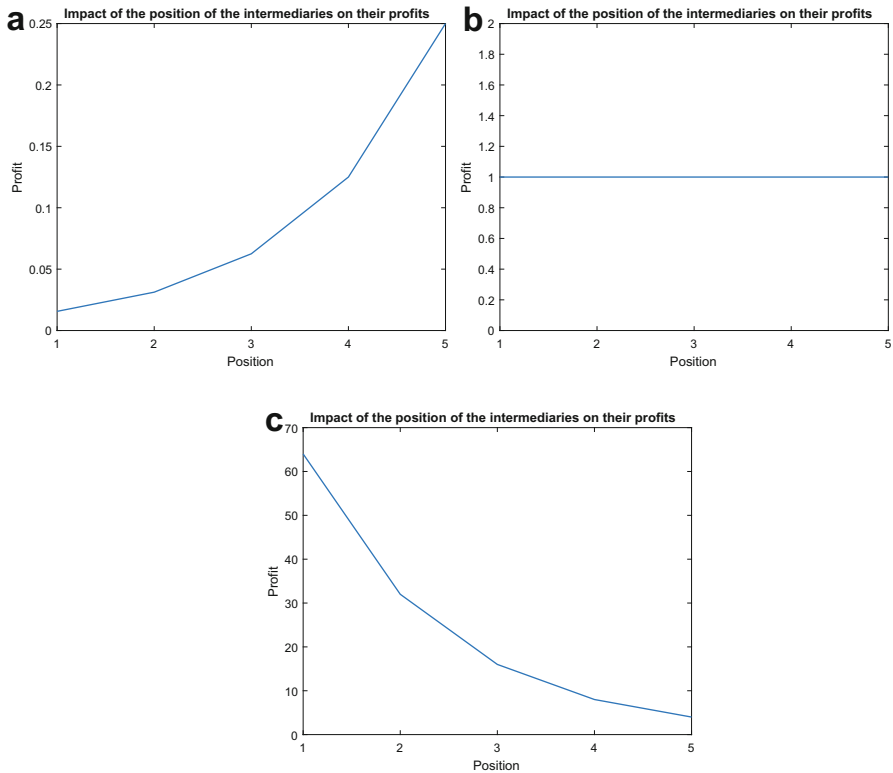 a
Impact of the position of the intermediaries on their profits
0.25
0.2
0.15
0.1
0.05
0
Profit
1 2 3 4 5
Position
b
Impact of the position of the intermediaries on their profits
2
1.8
1.6
1.4
1.2
1
0.8
0.6
0.4
0.2
0
Profit
1 2 3 4 5
Position
c
Impact of the position of the intermediaries on their profits
70
60
50
40
30
20
10
0
Profit
1 2 3 4 5
Position